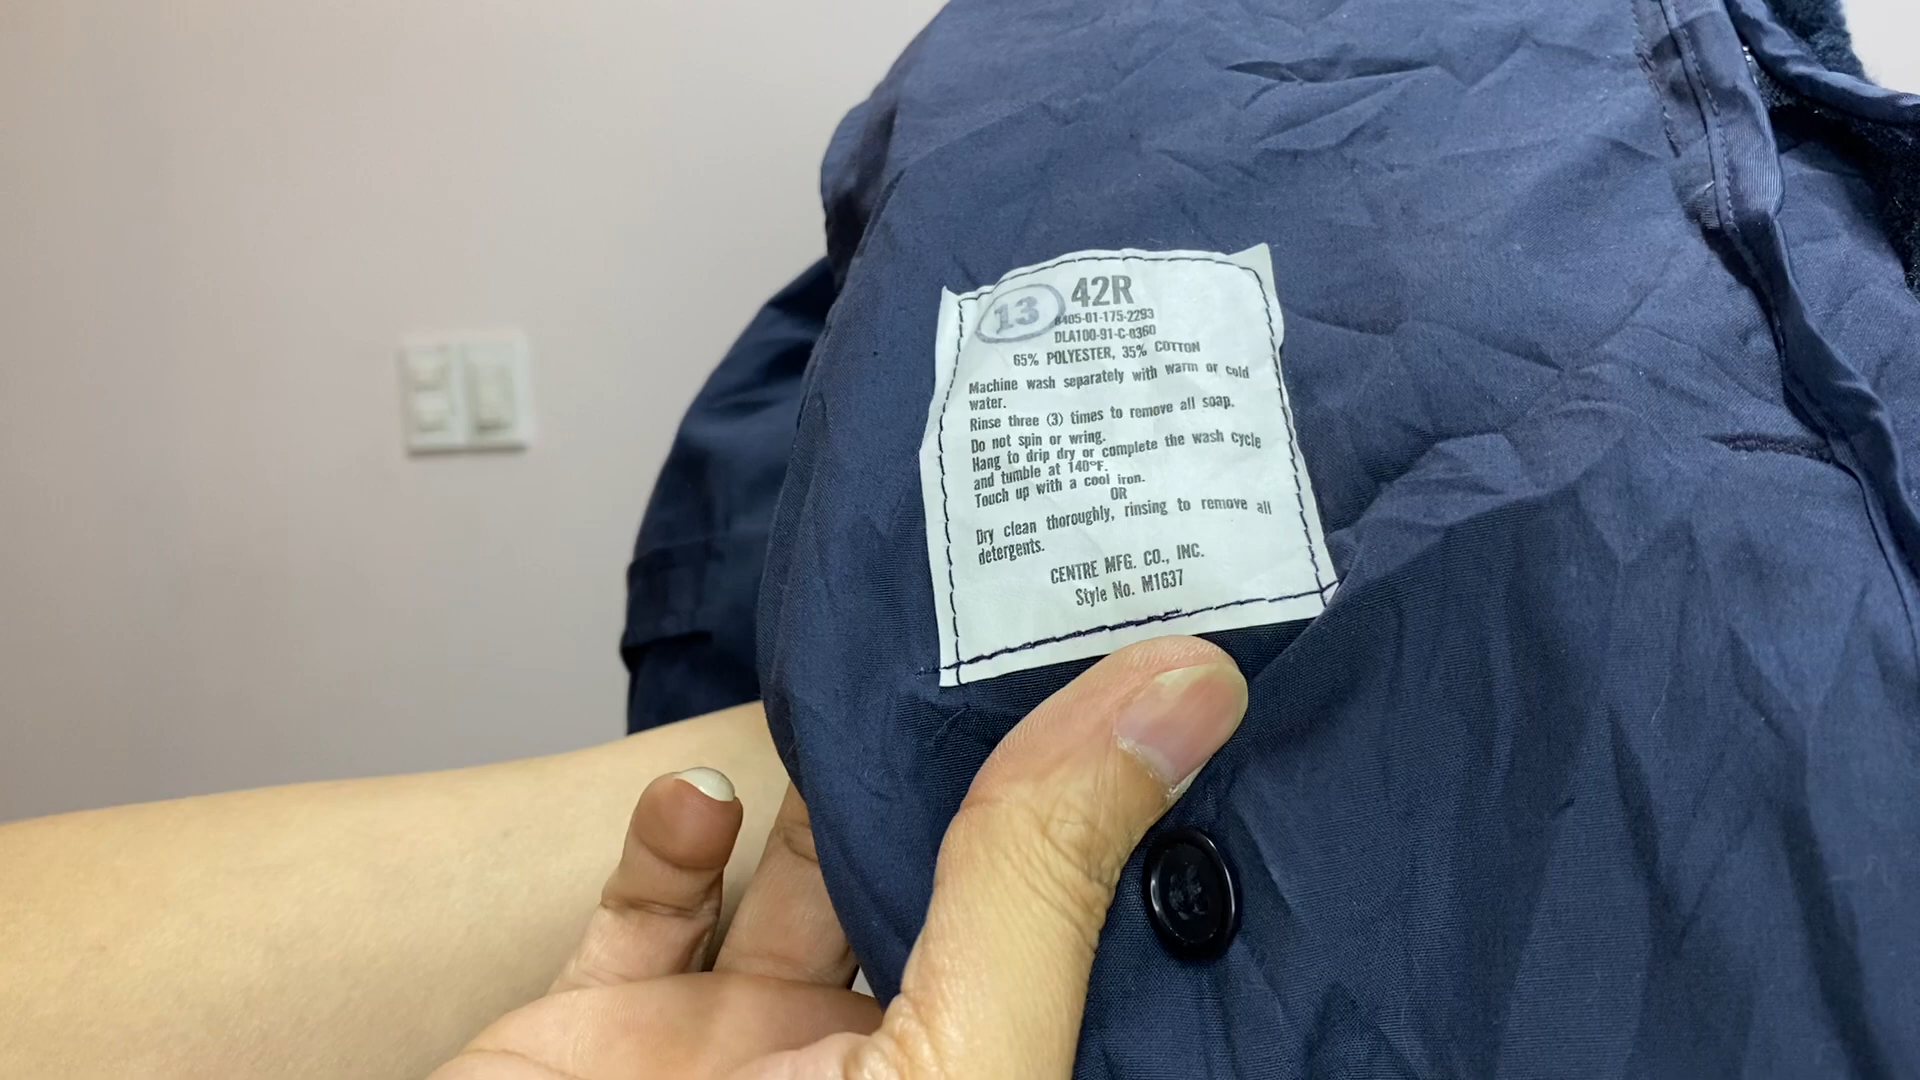 13 42R
8405-01-175-2293
DLA100-91-C-0360
65% POLYESTER, 35% COTTON
Machine wash separately with warm or cold
water.
Rinse three (3) times to remove all soap.
Do not spin or wring.
Hang to drip dry or complete the wash cycle
and tumble at 140°F.
Touch up with a cool iron.
OR
Dry clean thoroughly, rinsing to remove all
detergents.
CENTRE MFG. CO., INC.
Style No. M1637